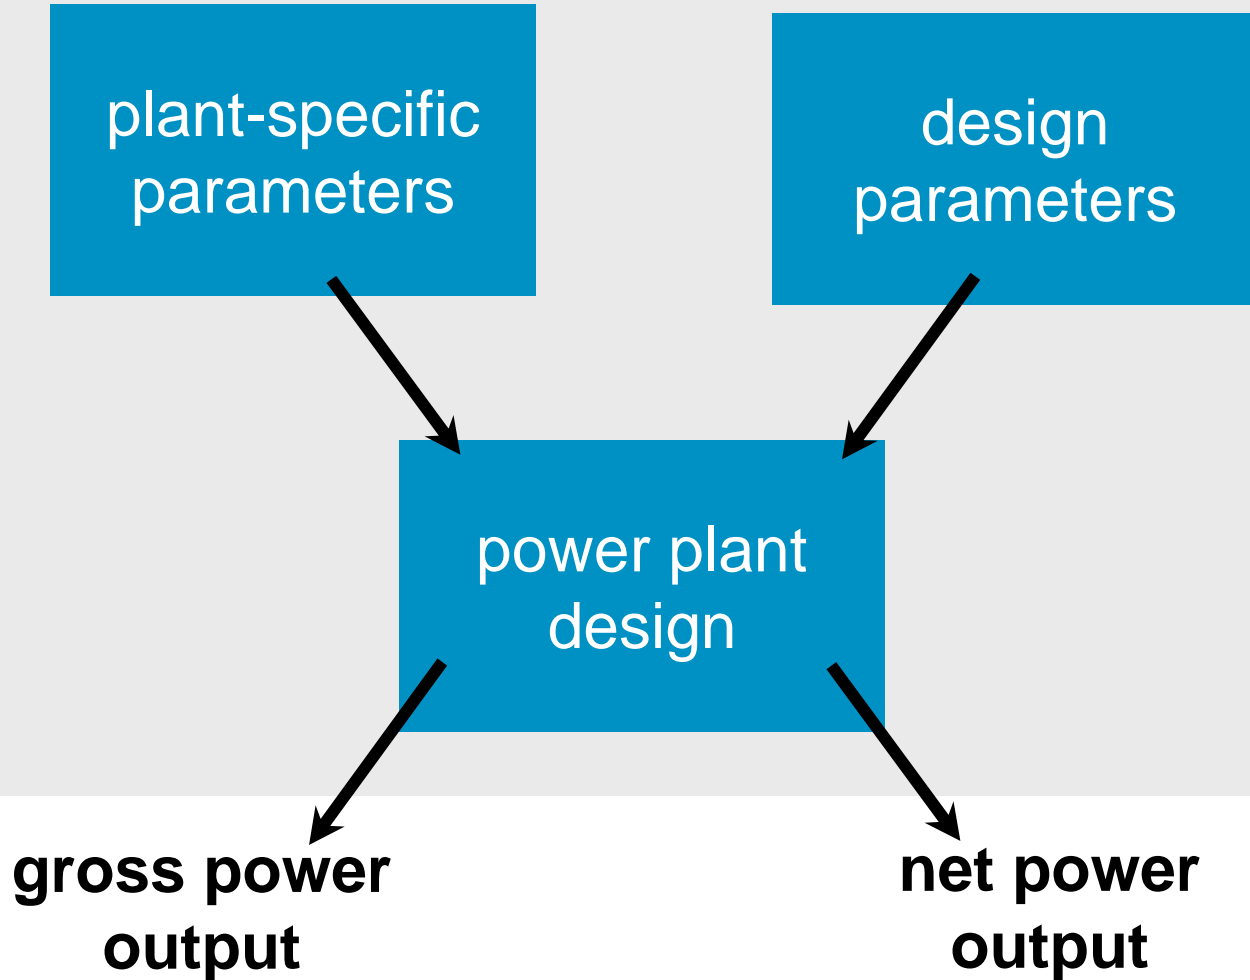 plant-specific
parameters
design
parameters
power plant
design
gross power
output
net power
output